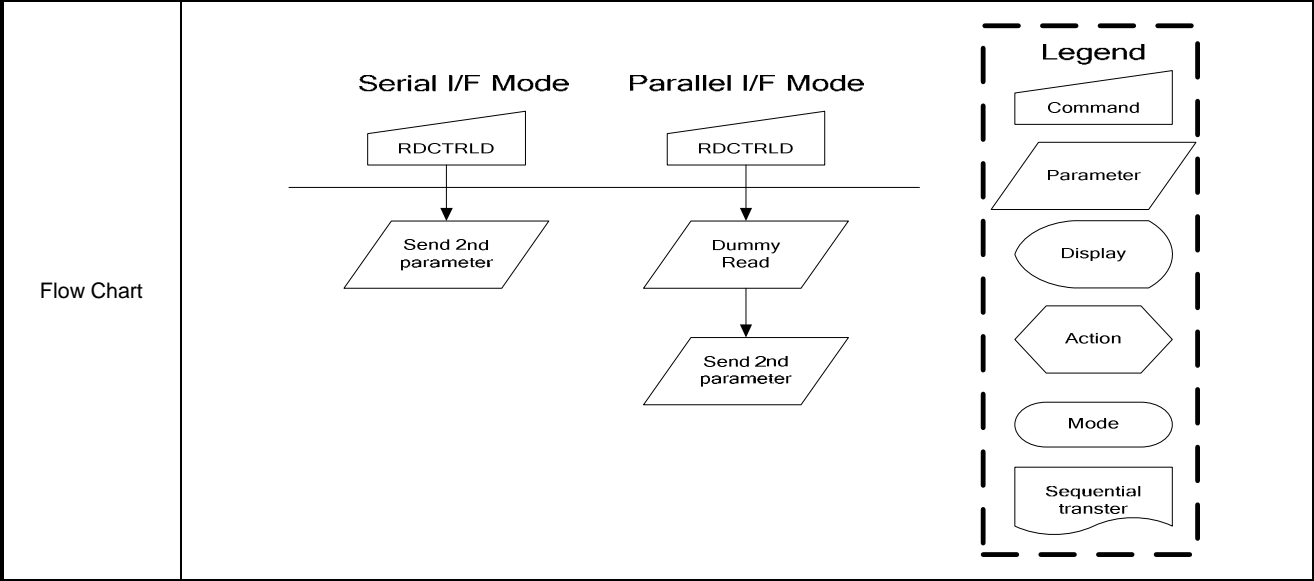 Flow Chart
Serial I/F Mode
RDCTRLD
Send 2nd
parameter
Parallel I/F Mode
RDCTRLD
Dummy
Read
Send 2nd
parameter
Legend
Command
Parameter
Display
Action
Mode
Sequential
transter